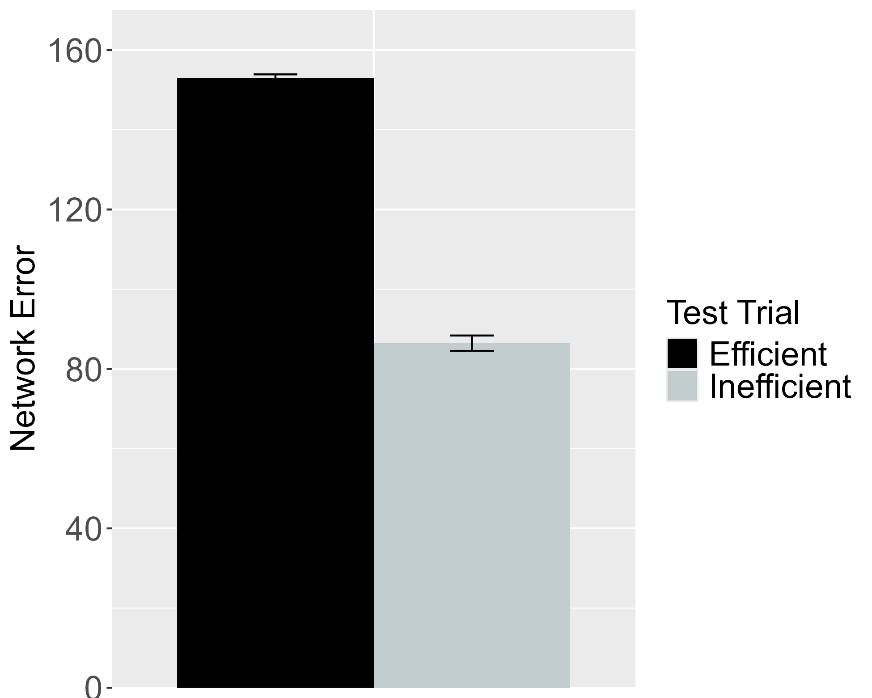 160
120
80
40
0
Network Error
Test Trial
Efficient
Inefficient